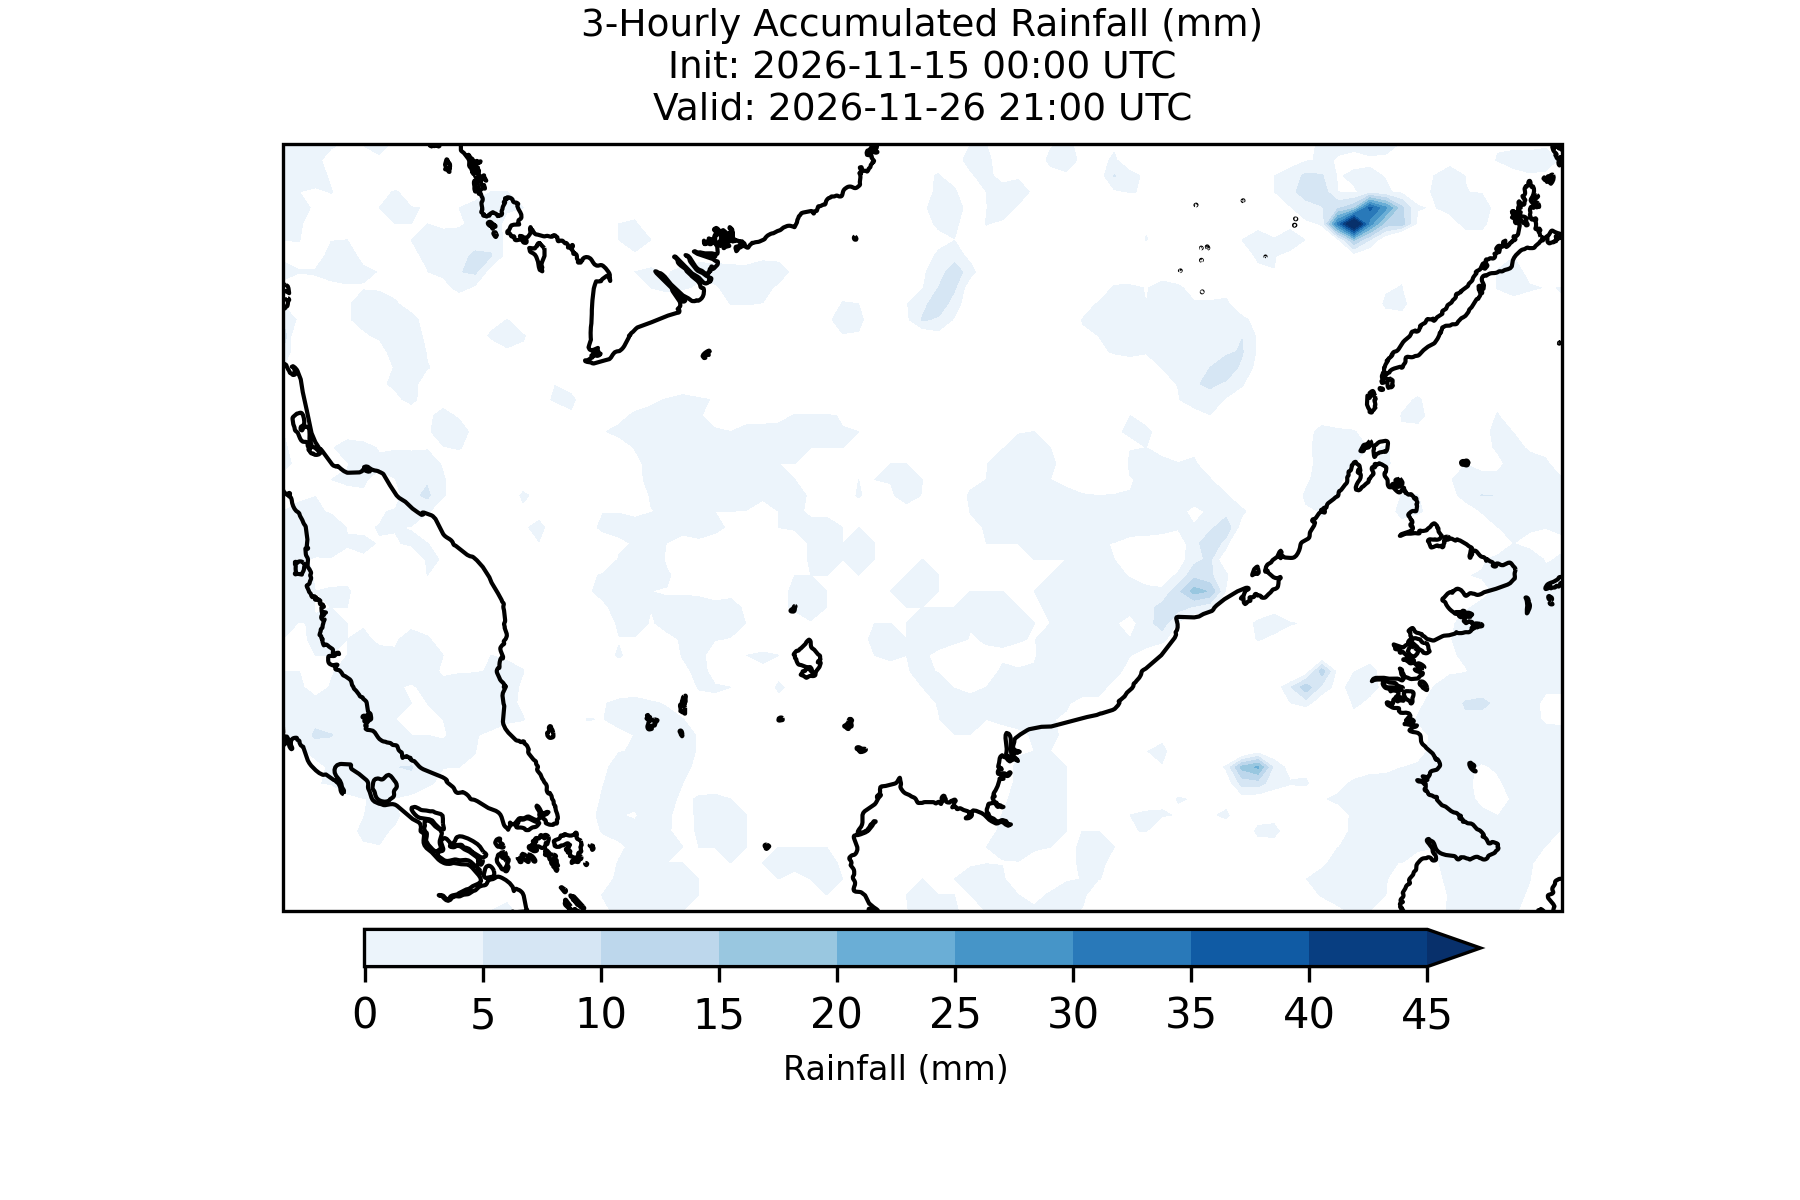 3-Hourly Accumulated Rainfall (mm)
Init: 2026-11-15 00:00 UTC
Valid: 2026-11-26 21:00 UTC
0 5 10 15 20 25 30 35 40 45
Rainfall (mm)